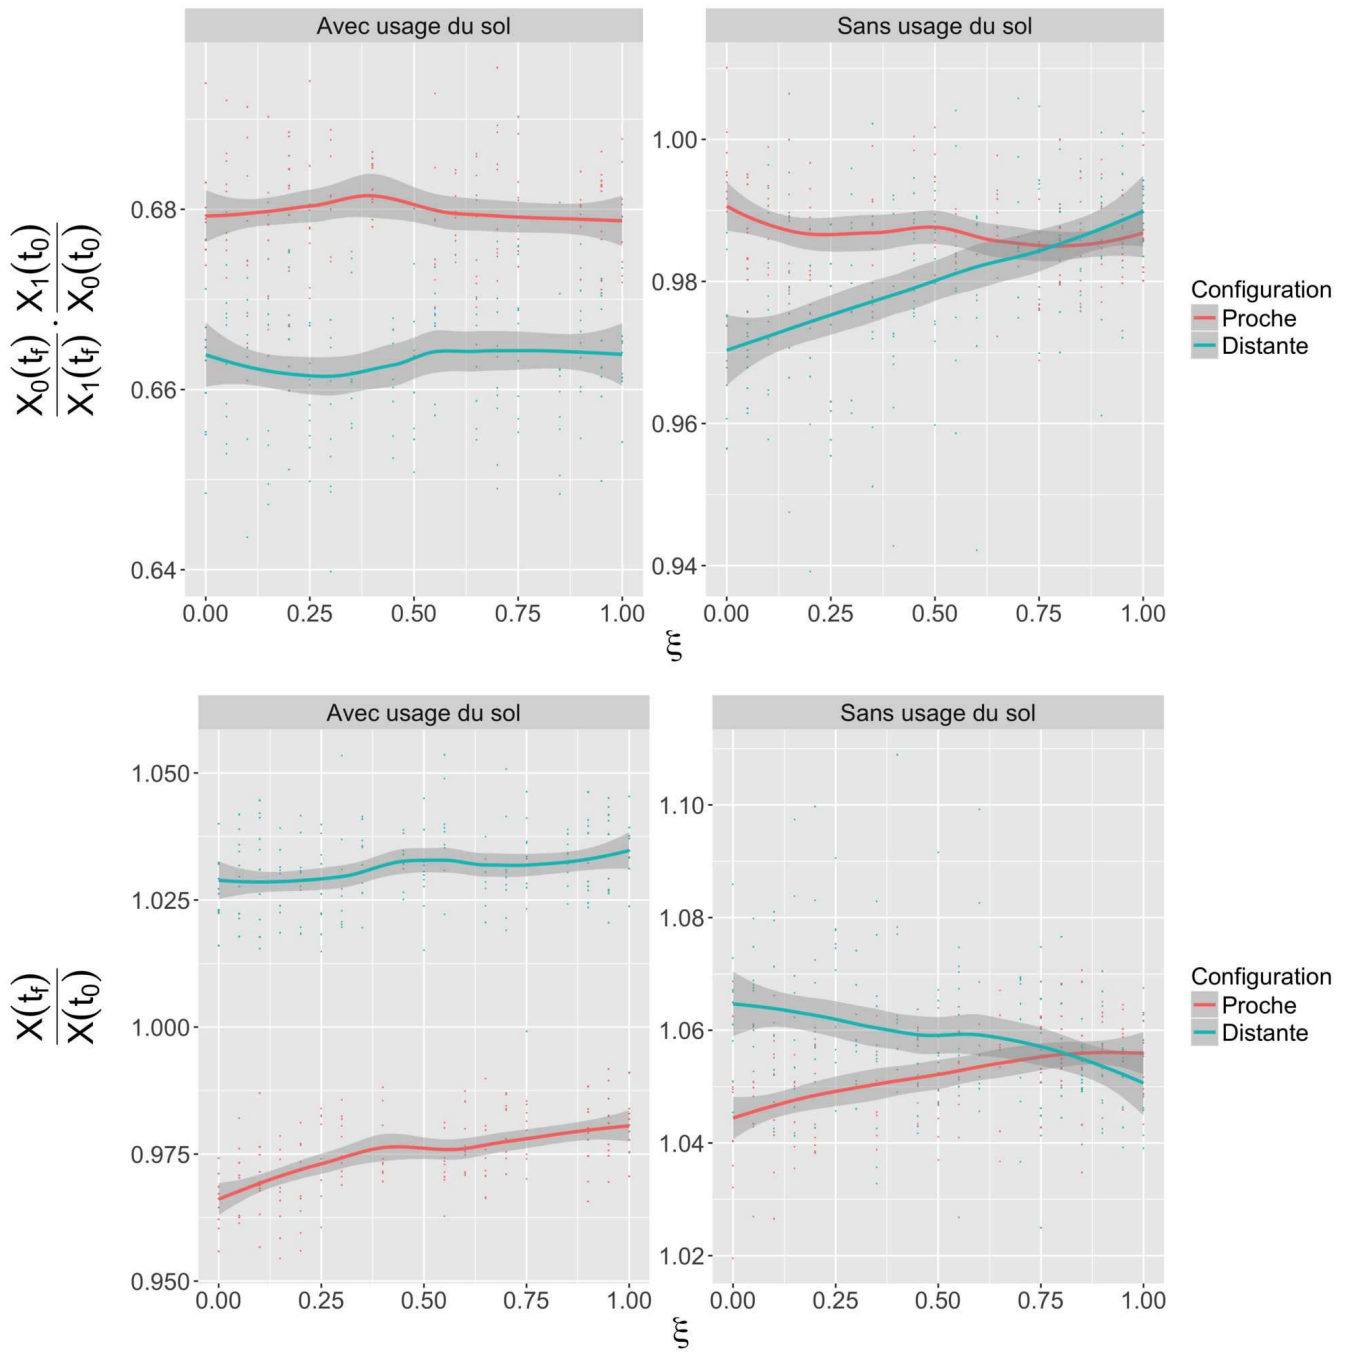 Avec usage du sol
Sans usage du sol
X₀(t_f) / X₁(t_f) · X₁(t₀) / X₀(t₀)
0.68
0.66
0.64
1.00
0.98
0.96
0.94
0.00 0.25 0.50 0.75 1.00
0.00 0.25 0.50 0.75 1.00
ξ
Configuration
Proche
Distante
Avec usage du sol
Sans usage du sol
X(t_f) / X(t₀)
1.050
1.025
1.000
0.975
0.950
1.10
1.08
1.06
1.04
1.02
0.00 0.25 0.50 0.75 1.00
0.00 0.25 0.50 0.75 1.00
ξ
Configuration
Proche
Distante